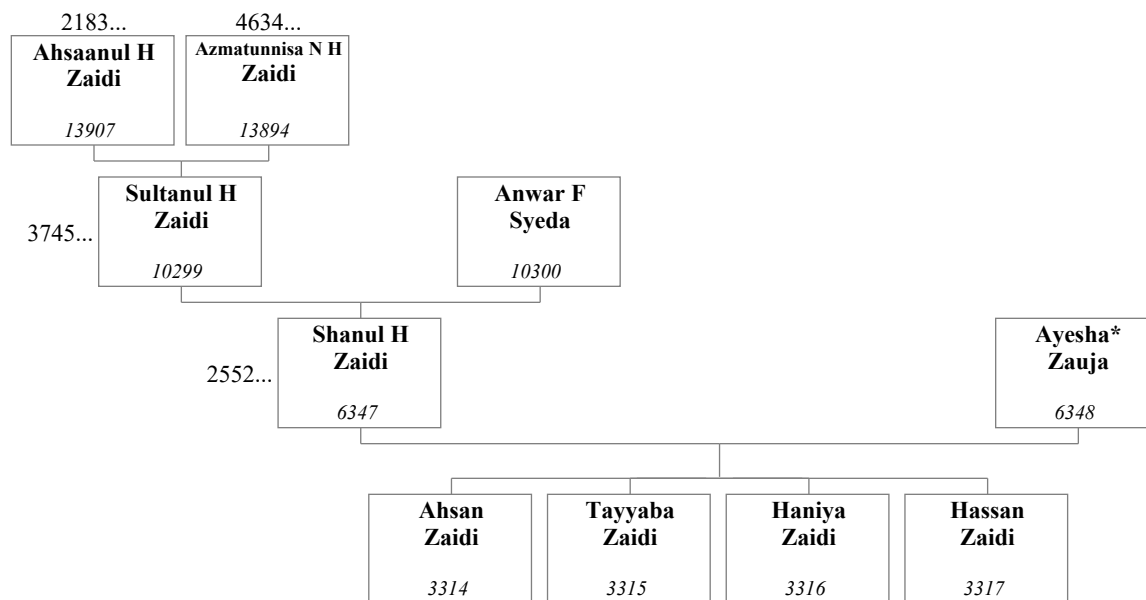 2183...
4634...
Ahsaanul H
Zaidi
13907
Azmatunnisa N H
Zaidi
13894
3745...
Sultanul H
Zaidi
10299
Anwar F
Syeda
10300
2552...
Shanul H
Zaidi
6347
Ayesha*
Zauja
6348
Ahsan
Zaidi
3314
Tayyaba
Zaidi
3315
Haniya
Zaidi
3316
Hassan
Zaidi
3317